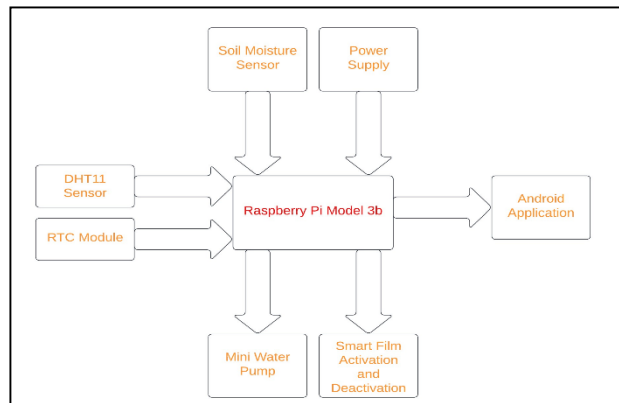 Soil Moisture
Sensor
Power
Supply
DHT11
Sensor
RTC Module
Raspberry Pi Model 3b
Android
Application
Mini Water
Pump
Smart Film
Activation
and
Deactivation